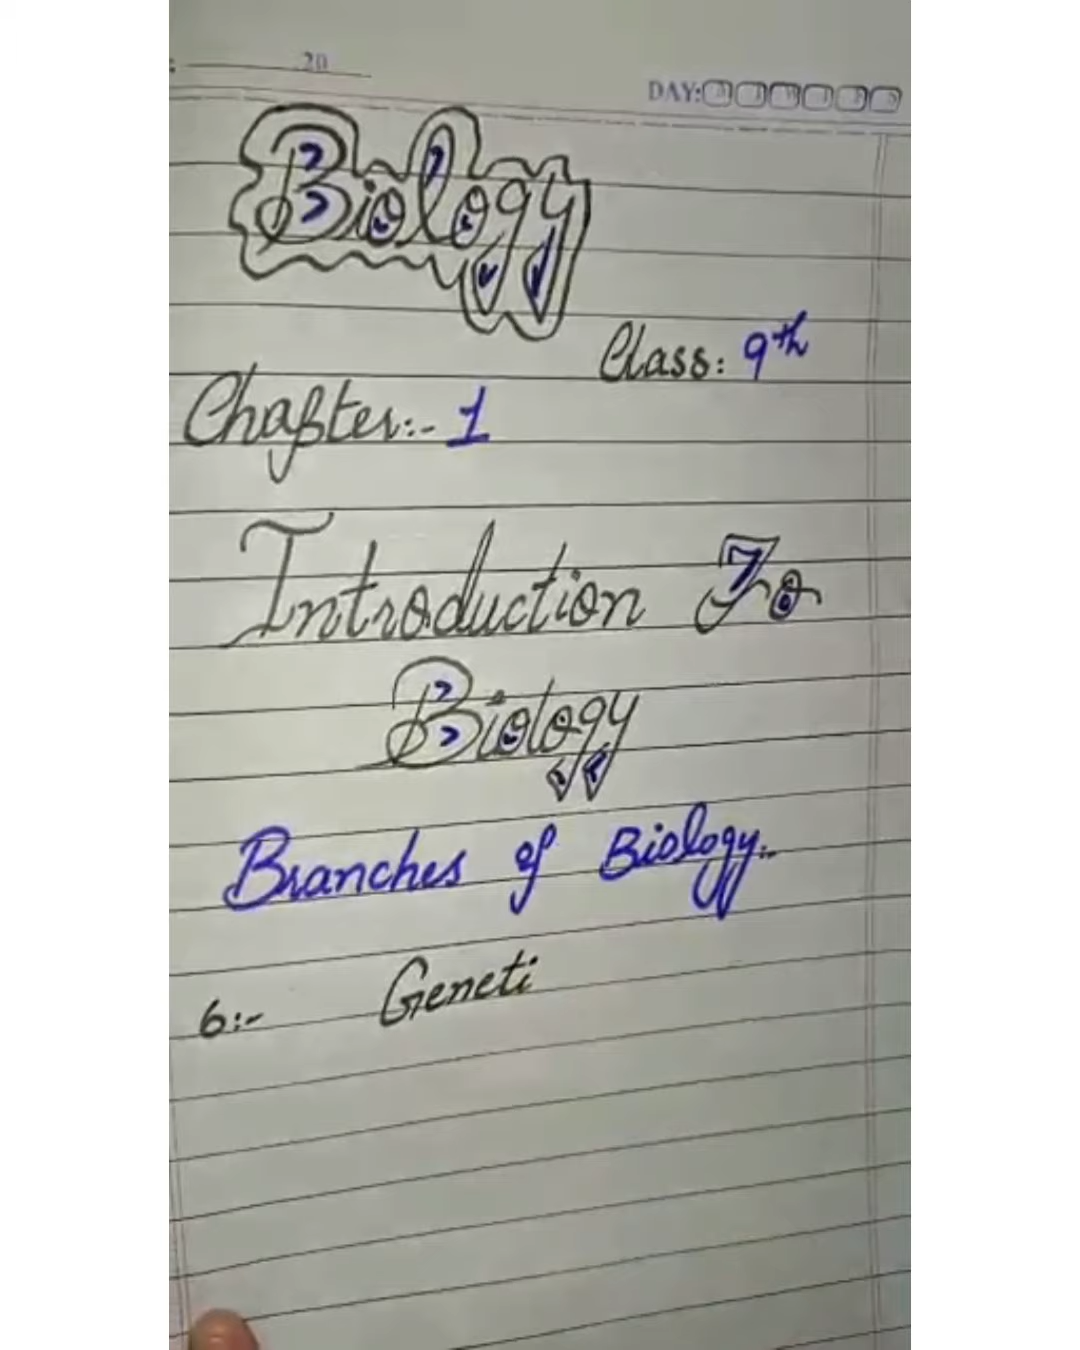 20
DAY:
Biology
Class: 9th
Chapter:- 1
Introduction To
Biology
Branches of Biology:-
6:- Geneti